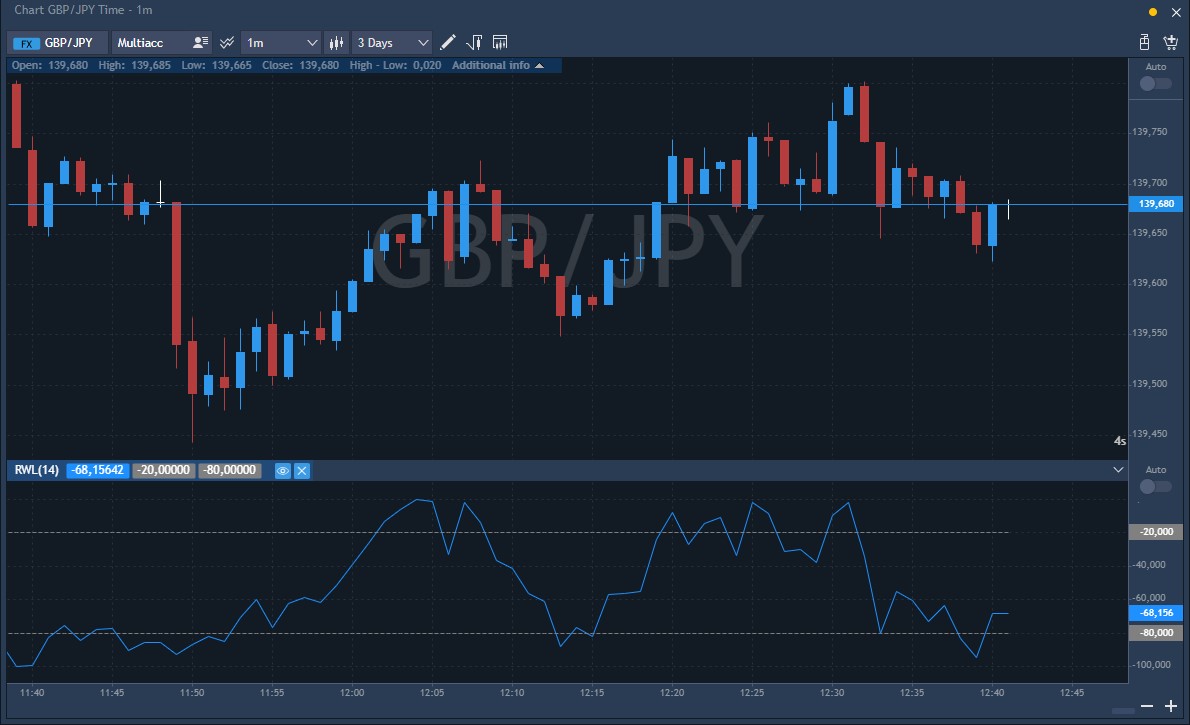 Chart GBP/JPY Time - 1m
FX GBP/JPY Multiacc 1m 3 Days
Open: 139,680 High: 139,685 Low: 139,665 Close: 139,680 High - Low: 0,020 Additional info
Auto
139,750
139,700
139,680
139,650
GBP/JPY
139,600
139,550
139,500
139,450
4s
RWL(14) -68,15642 -20,00000 -80,00000
Auto
-20,000
-40,000
-60,000
-68,156
-80,000
-100,000
11:40 11:45 11:50 11:55 12:00 12:05 12:10 12:15 12:20 12:25 12:30 12:35 12:40 12:45